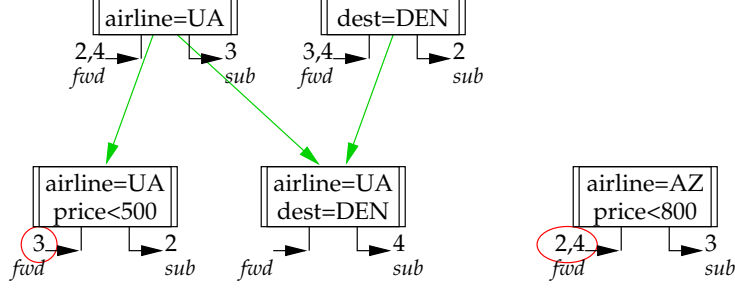 airline=UA
dest=DEN
2,4
3
3,4
2
fwd
sub
fwd
sub
airline=UA
price<500
airline=UA
dest=DEN
airline=AZ
price<800
3
2
4
2,4
3
fwd
sub
fwd
sub
fwd
sub